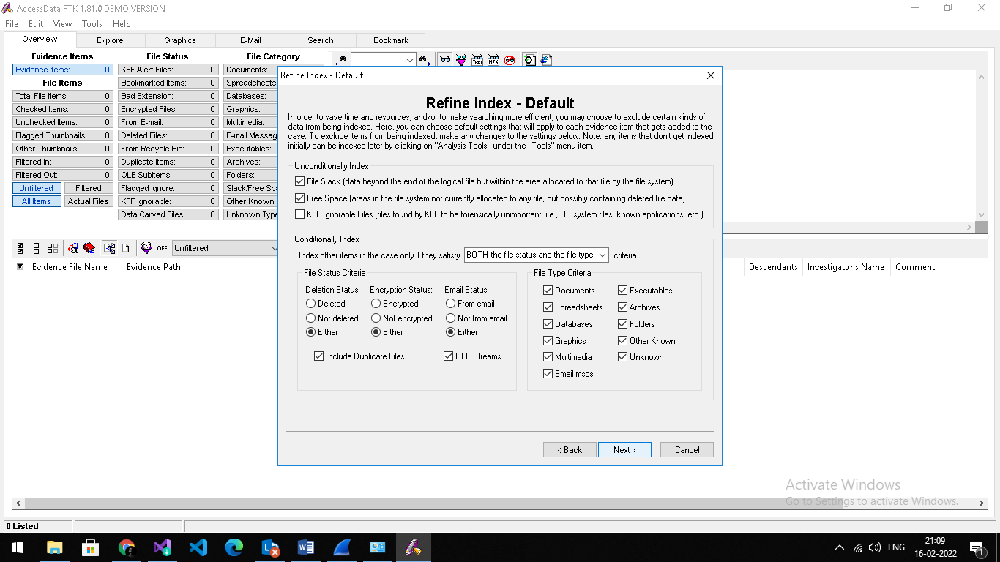 AccessData FTK 1.81.0 DEMO VERSION
File Edit View Tools Help
Overview Explore Graphics E-Mail Search Bookmark
Evidence Items File Status File Category
Evidence Items: 0 KFF Alert Files: 0 Documents:
File Items Bookmarked Items: 0 Spreadsheets:
Total File Items: 0 Bad Extension: 0 Databases:
Checked Items: 0 Encrypted Files: 0 Graphics:
Unchecked Items: 0 From E-mail: 0 Multimedia:
Flagged Thumbnails: 0 Deleted Files: 0 E-mail Messag
Other Thumbnails: 0 From Recycle Bin: 0 Executables:
Filtered In: 0 Duplicate Items: 0 Archives:
Filtered Out: 0 OLE Subitems: 0 Folders:
Unfiltered Filtered Flagged Ignore: 0 Slack/Free Spa
All Items Actual Files KFF Ignorable: 0 Other Known
Data Carved Files: 0 Unknown Type
TEXT HEX
OFF Unfiltered
Evidence File Name Evidence Path Descendants Investigator's Name Comment
Refine Index - Default
Refine Index - Default
In order to save time and resources, and/or to make searching more efficient, you may choose to exclude certain kinds of
data from being indexed. Here, you can choose default settings that will apply to each evidence item that gets added to the
case. To exclude items from being indexed, make any changes to the settings below. Note: any items that don't get indexed
initially can be indexed later by clicking on "Analysis Tools" under the "Tools" menu item.
Unconditionally Index
File Slack (data beyond the end of the logical file but within the area allocated to that file by the file system)
Free Space (areas in the file system not currently allocated to any file, but possibly containing deleted file data)
KFF Ignorable Files (files found by KFF to be forensically unimportant, i.e., OS system files, known applications, etc.)
Conditionally Index
Index other items in the case only if they satisfy BOTH the file status and the file type criteria
File Status Criteria File Type Criteria
Deletion Status: Encryption Status: Email Status: Documents Executables
Deleted Encrypted From email Spreadsheets Archives
Not deleted Not encrypted Not from email Databases Folders
Either Either Either Graphics Other Known
Include Duplicate Files OLE Streams Multimedia Unknown
Email msgs
< Back Next > Cancel
Activate Windows
Go to Settings to activate Windows.
0 Listed
ENG 21:09
16-02-2022 1